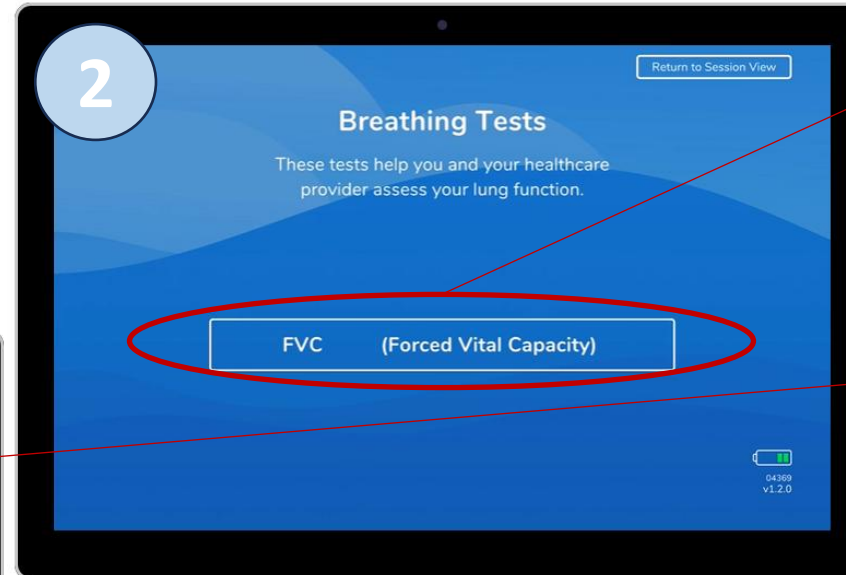 2
Return to Session View
Breathing Tests
These tests help you and your healthcare
provider assess your lung function.
FVC (Forced Vital Capacity)
04369
v1.2.0